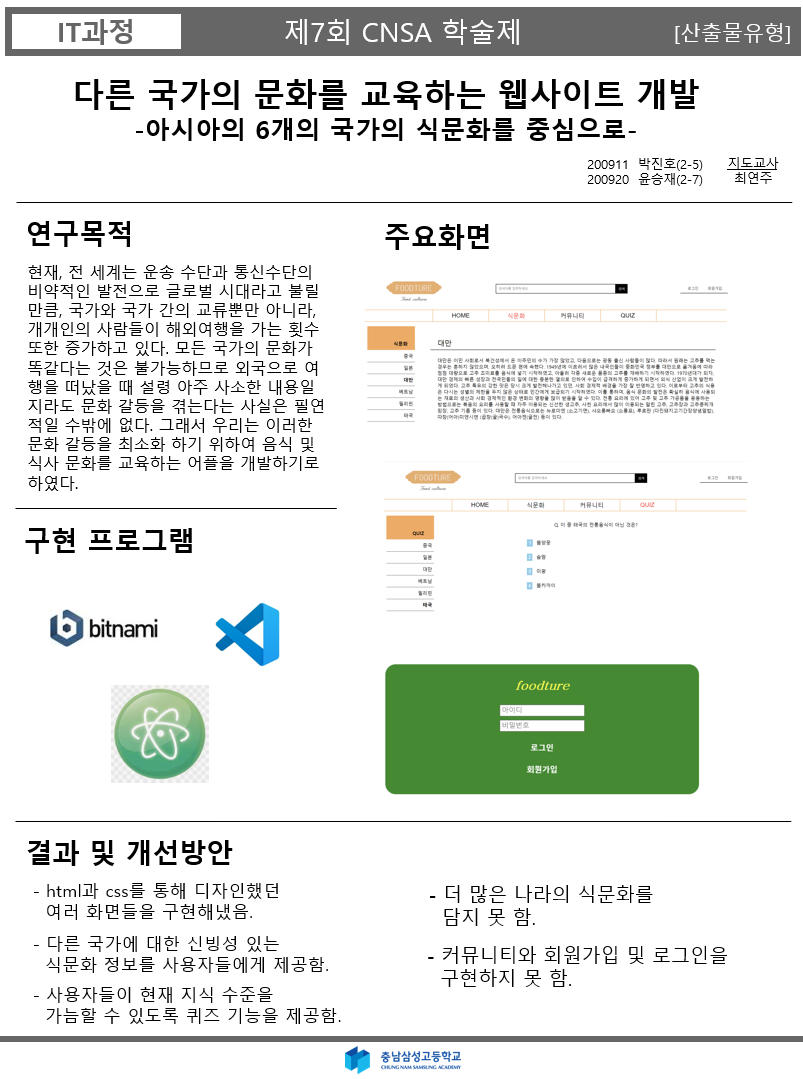 IT과정
제7회 CNSA 학술제
[산출물유형]
다른 국가의 문화를 교육하는 웹사이트 개발
-아시아의 6개의 국가의 식문화를 중심으로-
200911 박진호(2-5)
200920 윤승재(2-7)
지도교사
최연주
연구목적
현재, 전 세계는 운송 수단과 통신수단의
비약적인 발전으로 글로벌 시대라고 불릴
만큼, 국가와 국가 간의 교류뿐만 아니라,
개개인의 사람들이 해외여행을 가는 횟수
또한 증가하고 있다. 모든 국가의 문화가
똑같다는 것은 불가능하므로 외국으로 여
행을 떠났을 때 설령 아주 사소한 내용일
지라도 문화 갈등을 겪는다는 사실은 필연
적일 수밖에 없다. 그래서 우리는 이러한
문화 갈등을 최소화 하기 위하여 음식 및
식사 문화를 교육하는 어플을 개발하기로
하였다.
구현 프로그램
bitnami
주요화면
FOODTURE
Food culture
검색
로그인 회원가입
HOME 식문화 커뮤니티 QUIZ
식문화
중국
일본
대만
베트남
필리핀
태국
대만
FOODTURE
Food culture
검색
로그인 회원가입
HOME 식문화 커뮤니티 QUIZ
QUIZ
중국
일본
대만
베트남
필리핀
태국
Q. 이 중 태국의 전통음식이 아닌 것은?
1 똠양꿍
2 솜땀
3 미꽝
4 뿔커까이
foodture
아이디
비밀번호
로그인
회원가입
결과 및 개선방안
- html과 css를 통해 디자인했던
여러 화면들을 구현해냈음.
- 다른 국가에 대한 신빙성 있는
식문화 정보를 사용자들에게 제공함.
- 사용자들이 현재 지식 수준을
가늠할 수 있도록 퀴즈 기능을 제공함.
- 더 많은 나라의 식문화를
담지 못 함.
- 커뮤니티와 회원가입 및 로그인을
구현하지 못 함.
충남삼성고등학교
CHUNG NAM SAMSUNG ACADEMY